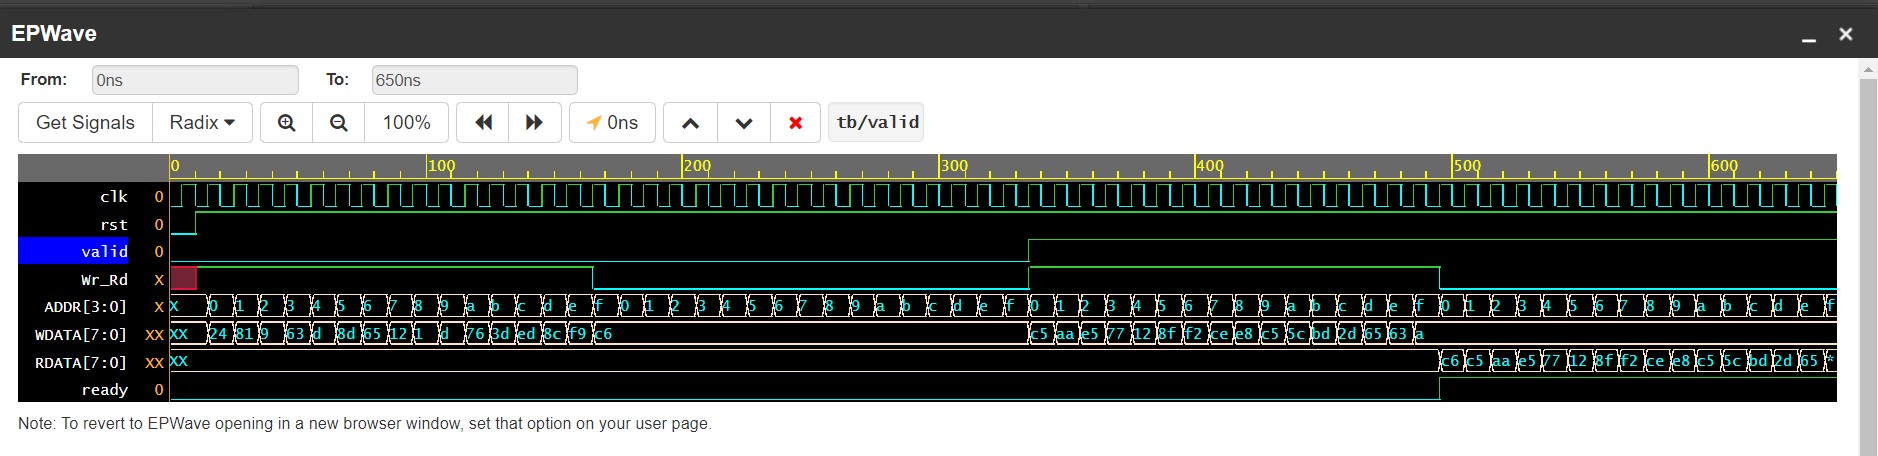 EPWave
From: 0ns To: 650ns
Get Signals Radix 100% 0ns tb/valid
0 100 200 300 400 500 600
clk 0
rst 0
valid 0
Wr_Rd X
ADDR[3:0] X X 0 1 2 3 4 5 6 7 8 9 a b c d e f 0 1 2 3 4 5 6 7 8 9 a b c d e f 0 1 2 3 4 5 6 7 8 9 a b c d e f 0 1 2 3 4 5 6 7 8 9 a b c d e f
WDATA[7:0] XX XX 24 81 9 63 d 8d 65 12 1 d 76 3d ed 8c f9 c6 c5 aa e5 77 12 8f f2 ce e8 c5 5c bd 2d 65 63 a
RDATA[7:0] XX XX c6 c5 aa e5 77 12 8f f2 ce e8 c5 5c bd 2d 65 *
ready 0
Note: To revert to EPWave opening in a new browser window, set that option on your user page.